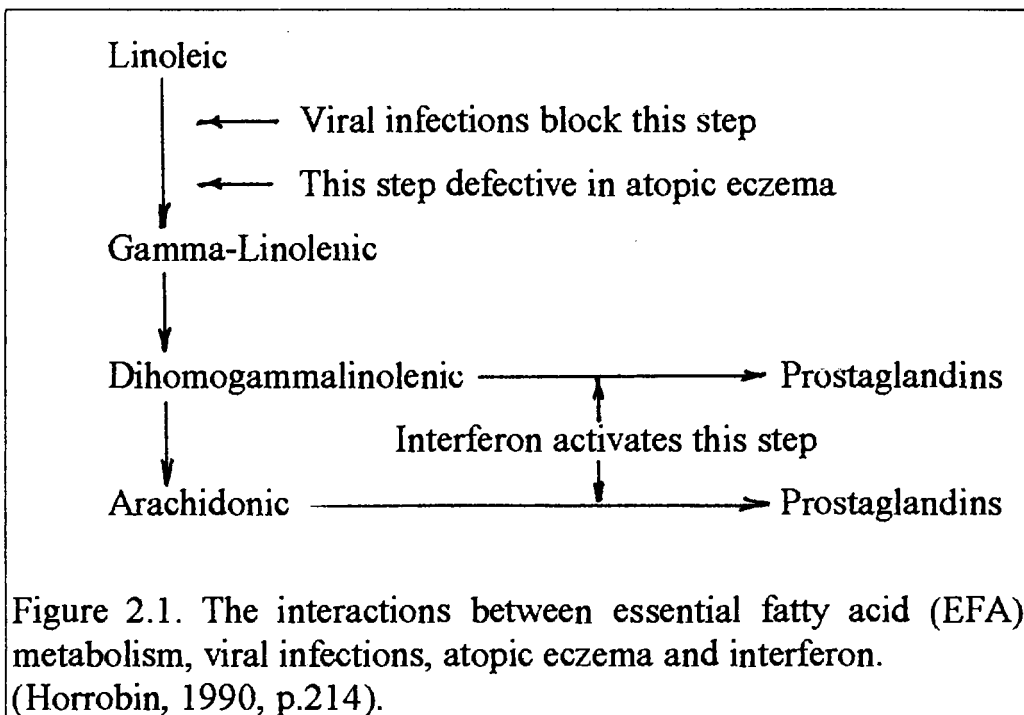 Linoleic
Viral infections block this step
This step defective in atopic eczema
Gamma-Linolenic
Dihomogammalinolenic
Prostaglandins
Interferon activates this step
Arachidonic
Prostaglandins
Figure 2.1. The interactions between essential fatty acid (EFA)
metabolism, viral infections, atopic eczema and interferon.
(Horrobin, 1990, p.214).